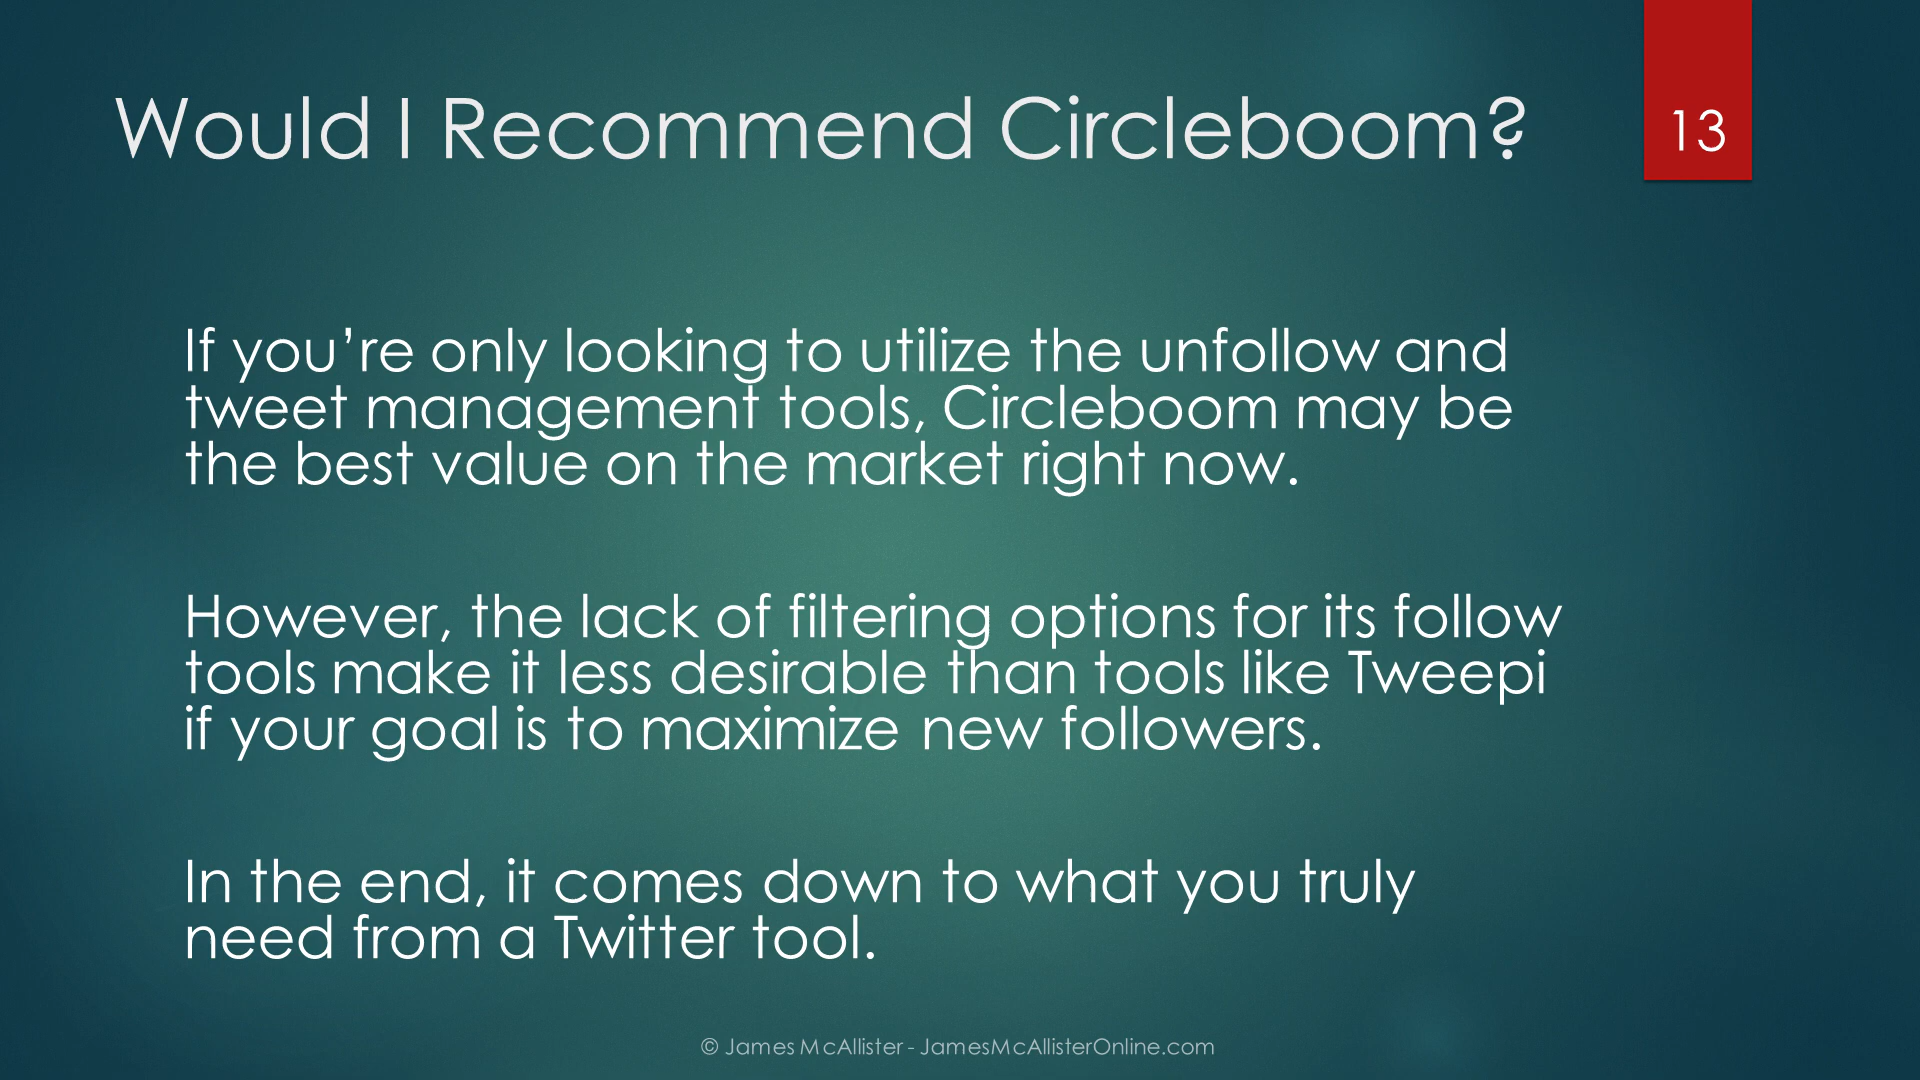 Would I Recommend Circleboom?
13
If you’re only looking to utilize the unfollow and
tweet management tools, Circleboom may be
the best value on the market right now.
However, the lack of filtering options for its follow
tools make it less desirable than tools like Tweepi
if your goal is to maximize new followers.
In the end, it comes down to what you truly
need from a Twitter tool.
© James McAllister - JamesMcAllisterOnline.com